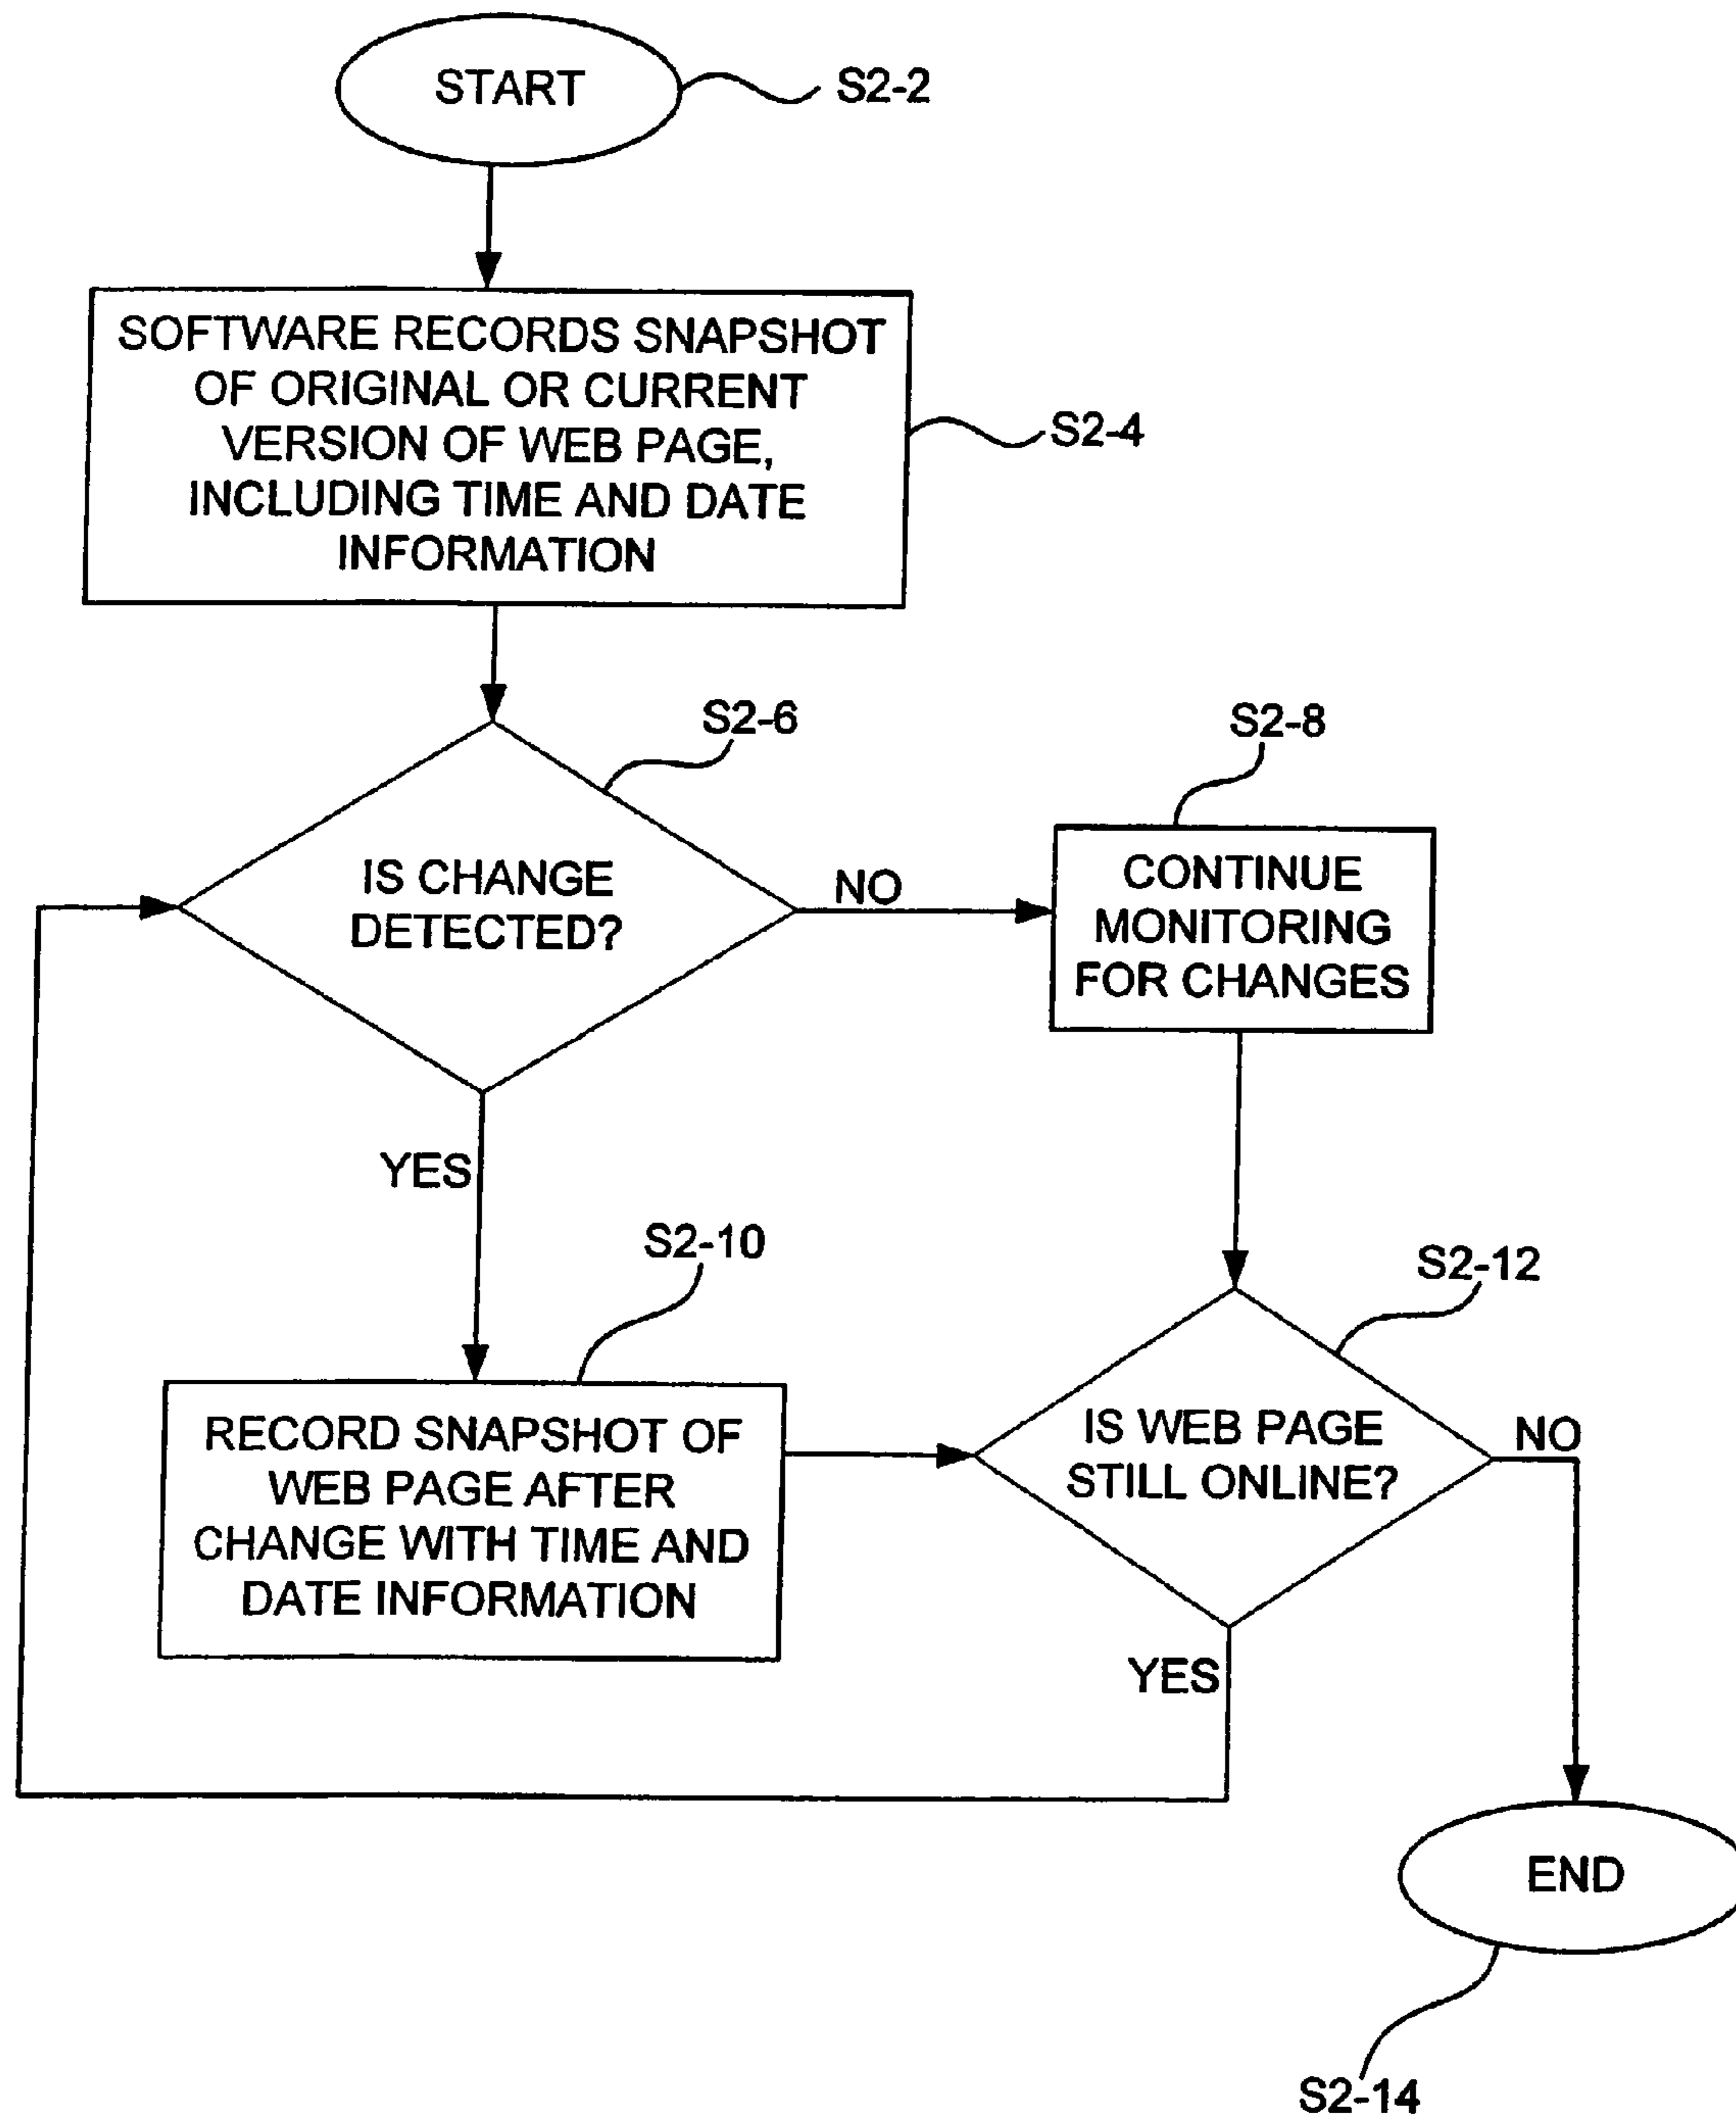 START
S2-2
SOFTWARE RECORDS SNAPSHOT
OF ORIGINAL OR CURRENT
VERSION OF WEB PAGE,
INCLUDING TIME AND DATE
INFORMATION
S2-4
S2-6
S2-8
IS CHANGE
DETECTED?
NO
CONTINUE
MONITORING
FOR CHANGES
YES
S2-10
S2-12
RECORD SNAPSHOT OF
WEB PAGE AFTER
CHANGE WITH TIME AND
DATE INFORMATION
IS WEB PAGE
STILL ONLINE?
NO
YES
END
S2-14